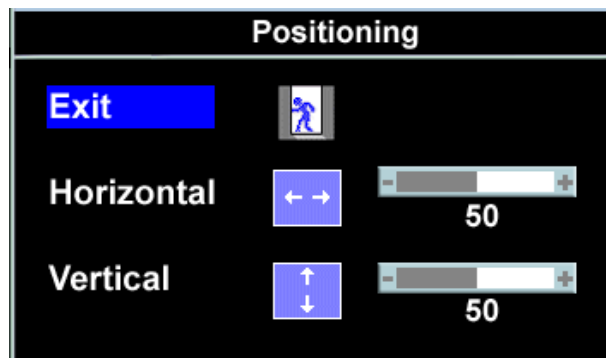 Positioning
Exit
Horizontal
- +
50
Vertical
- +
50